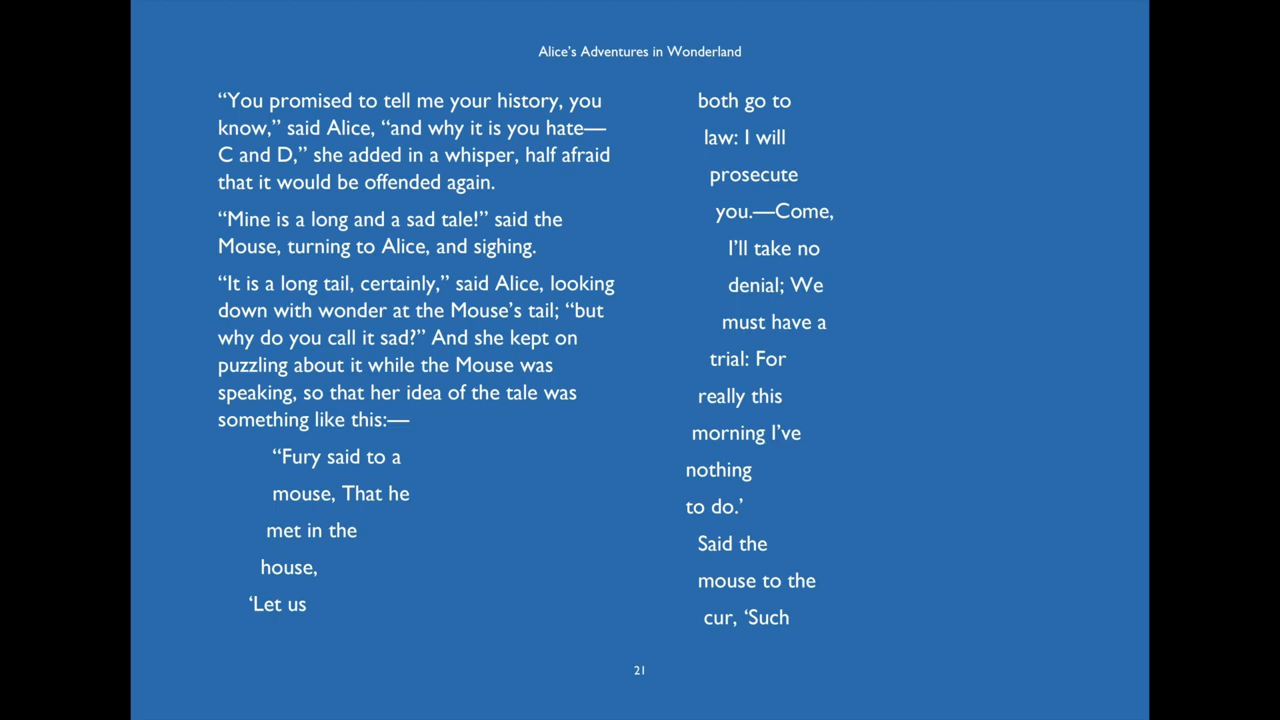 Alice’s Adventures in Wonderland
“You promised to tell me your history, you
know,” said Alice, “and why it is you hate—
C and D,” she added in a whisper, half afraid
that it would be offended again.
“Mine is a long and a sad tale!” said the
Mouse, turning to Alice, and sighing.
“It is a long tail, certainly,” said Alice, looking
down with wonder at the Mouse’s tail; “but
why do you call it sad?” And she kept on
puzzling about it while the Mouse was
speaking, so that her idea of the tale was
something like this:—
“Fury said to a
mouse, That he
met in the
house,
‘Let us
both go to
law: I will
prosecute
you.—Come,
I’ll take no
denial; We
must have a
trial: For
really this
morning I’ve
nothing
to do.’
Said the
mouse to the
cur, ‘Such
21